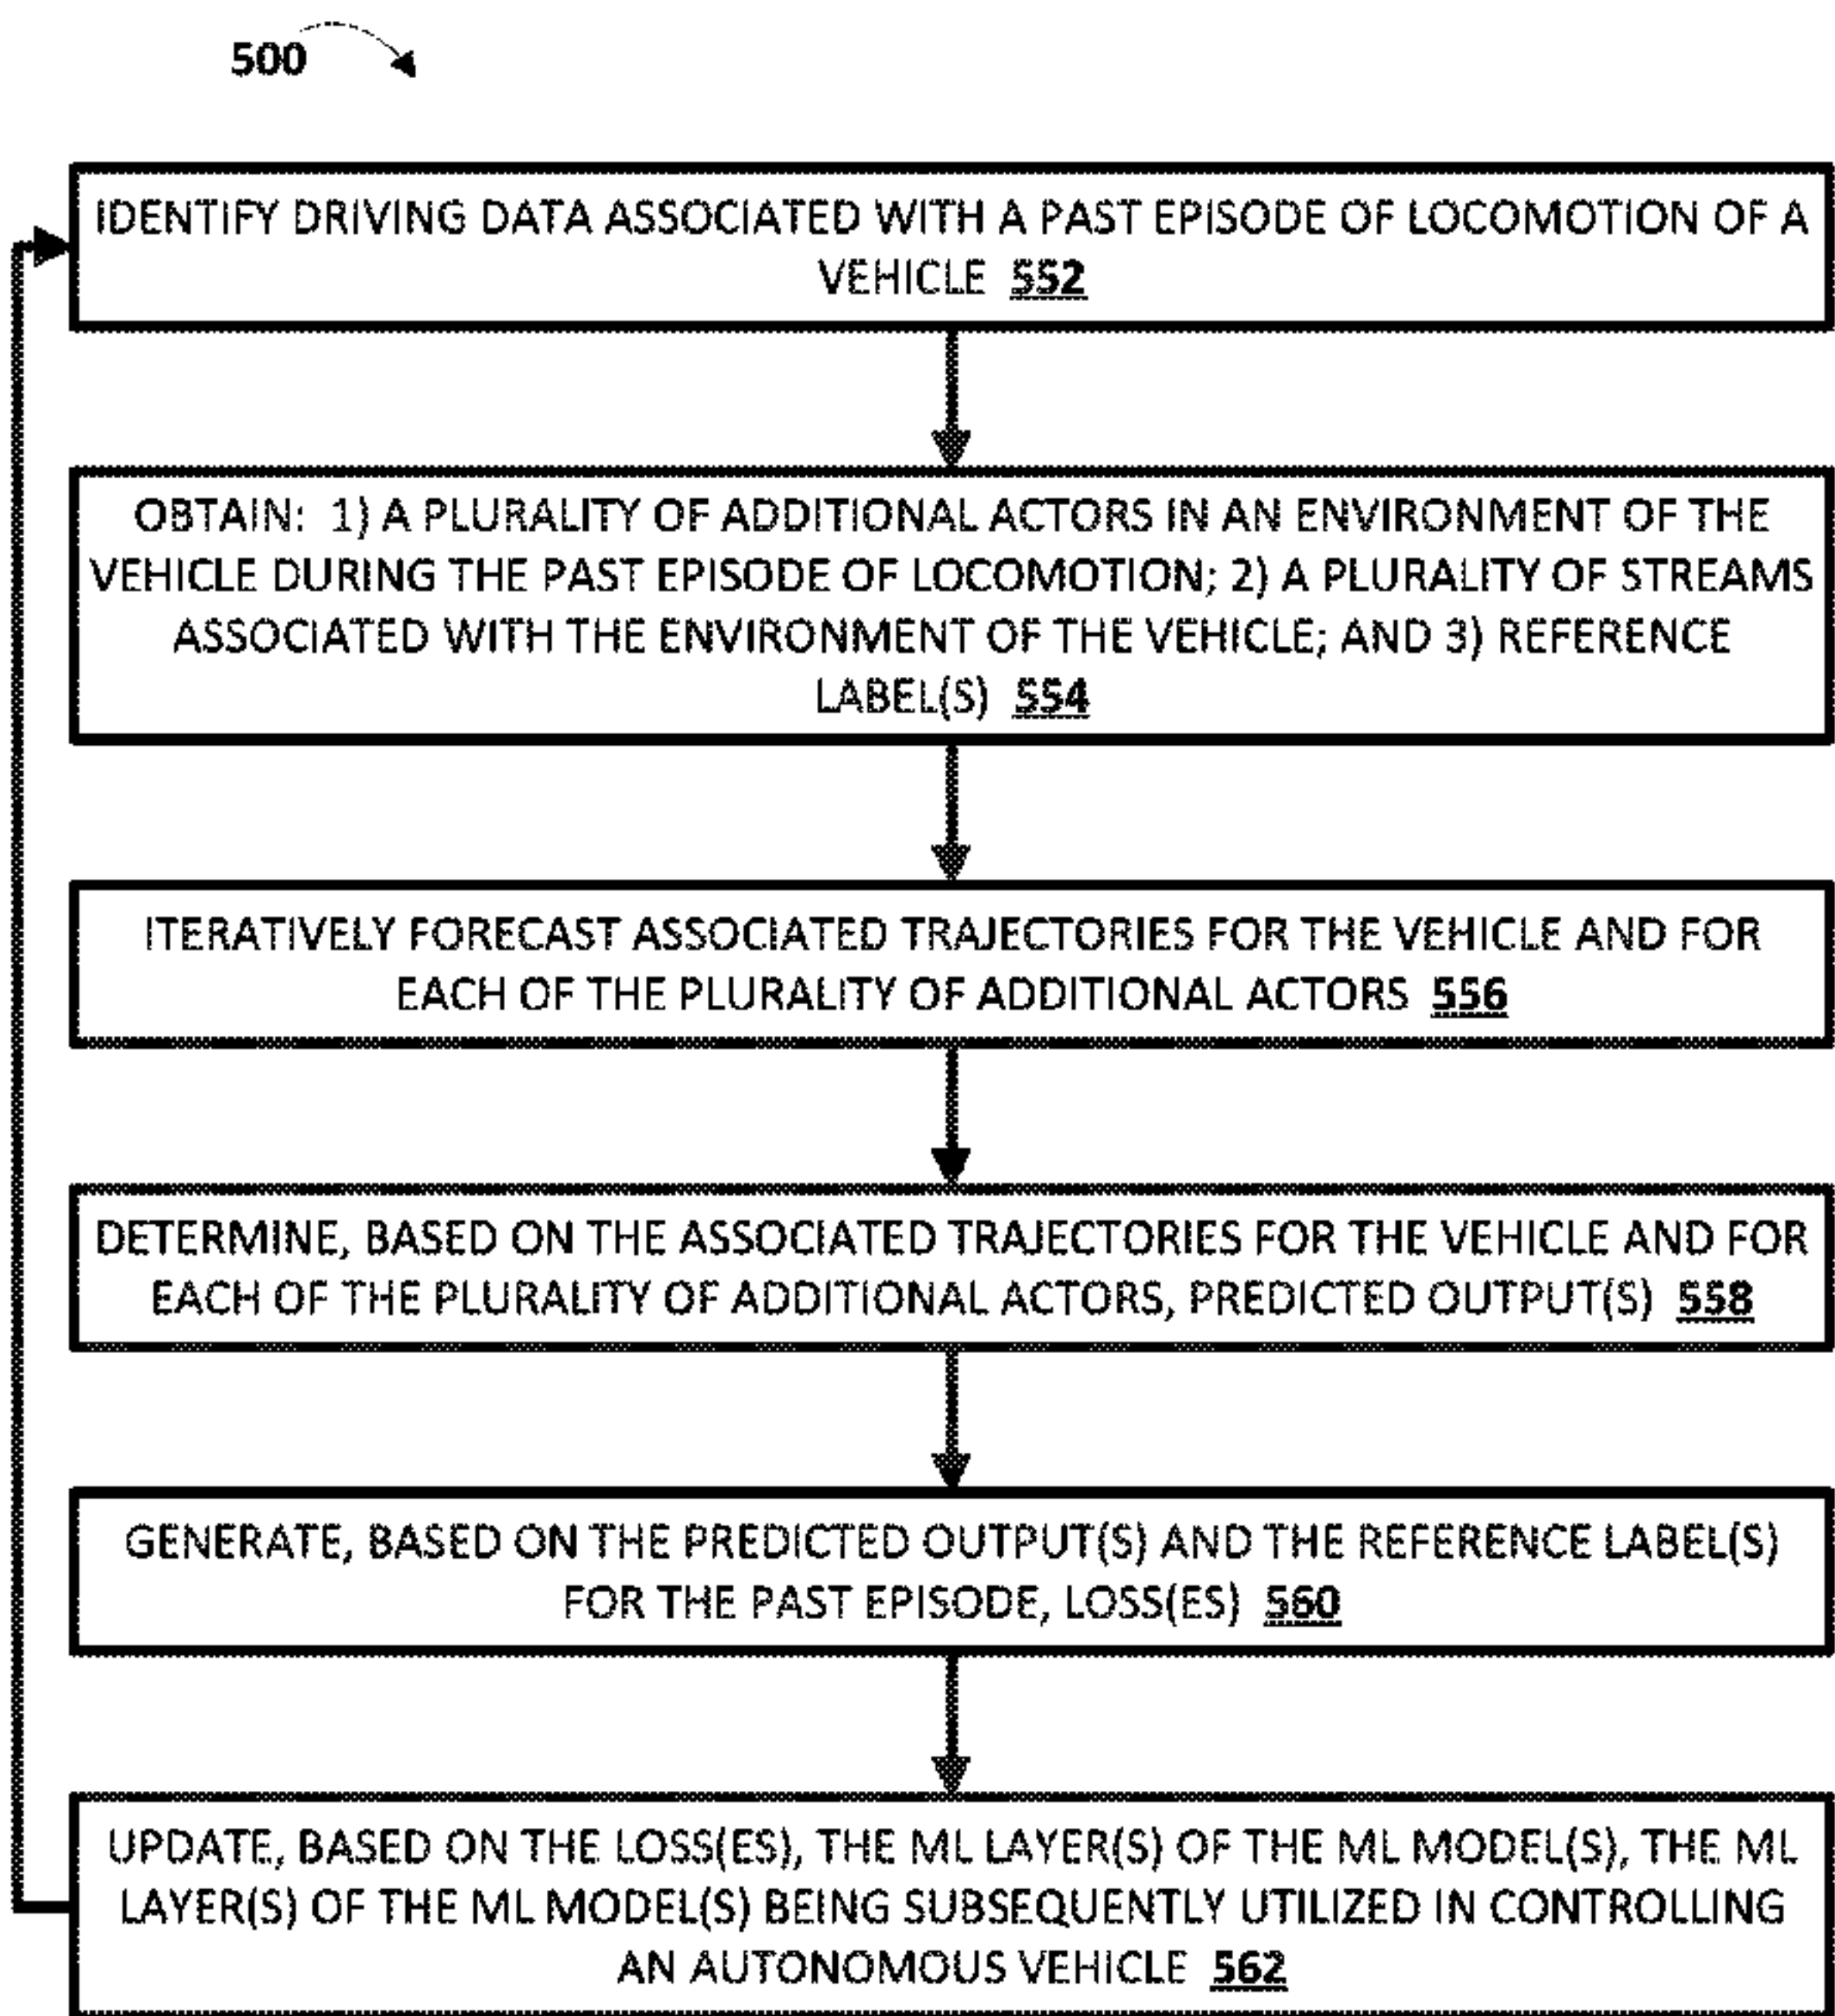 500
IDENTIFY DRIVING DATA ASSOCIATED WITH A PAST EPISODE OF LOCOMOTION OF A
VEHICLE 552
OBTAIN: 1) A PLURALITY OF ADDITIONAL ACTORS IN AN ENVIRONMENT OF THE
VEHICLE DURING THE PAST EPISODE OF LOCOMOTION; 2) A PLURALITY OF STREAMS
ASSOCIATED WITH THE ENVIRONMENT OF THE VEHICLE; AND 3) REFERENCE
LABEL(S) 554
ITERATIVELY FORECAST ASSOCIATED TRAJECTORIES FOR THE VEHICLE AND FOR
EACH OF THE PLURALITY OF ADDITIONAL ACTORS 556
DETERMINE, BASED ON THE ASSOCIATED TRAJECTORIES FOR THE VEHICLE AND FOR
EACH OF THE PLURALITY OF ADDITIONAL ACTORS, PREDICTED OUTPUT(S) 558
GENERATE, BASED ON THE PREDICTED OUTPUT(S) AND THE REFERENCE LABEL(S)
FOR THE PAST EPISODE, LOSS(ES) 560
UPDATE, BASED ON THE LOSS(ES), THE ML LAYER(S) OF THE ML MODEL(S), THE ML
LAYER(S) OF THE ML MODEL(S) BEING SUBSEQUENTLY UTILIZED IN CONTROLLING
AN AUTONOMOUS VEHICLE 562